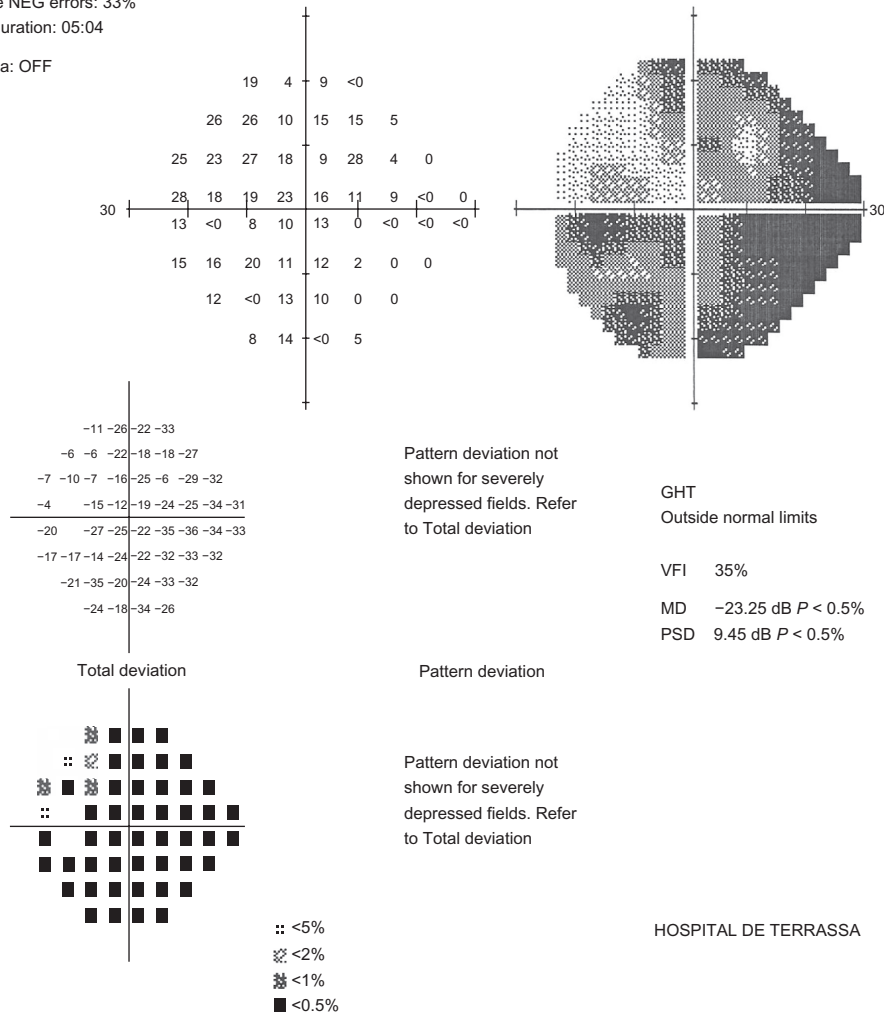 NEG errors: 33%
05:04
OFF
19 4 9 <0
26 26 10 15 15 5
25 23 27 18 9 28 4 0
28 18 19 23 16 11 9 <0 0
30
30
13 <0 8 10 13 0 <0 <0 <0
15 16 20 11 12 2 0 0
12 <0 13 10 0 0
8 14 <0 5
−11 −26 −22 −33
−6 −6 −22 −18 −18 −27
−7 −10 −7 −16 −25 −6 −29 −32
−4 −15 −12 −19 −24 −25 −34 −31
−20 −27 −25 −22 −35 −36 −34 −33
−17 −17 −14 −24 −22 −32 −33 −32
−21 −35 −20 −24 −33 −32
−24 −18 −34 −26
Total deviation
Pattern deviation not
shown for severely
depressed fields. Refer
to Total deviation
Pattern deviation
GHT
Outside normal limits
VFI 35%
MD −23.25 dB P < 0.5%
PSD 9.45 dB P < 0.5%
Pattern deviation not
shown for severely
depressed fields. Refer
to Total deviation
<5%
<2%
<1%
<0.5%
HOSPITAL DE TERRASSA